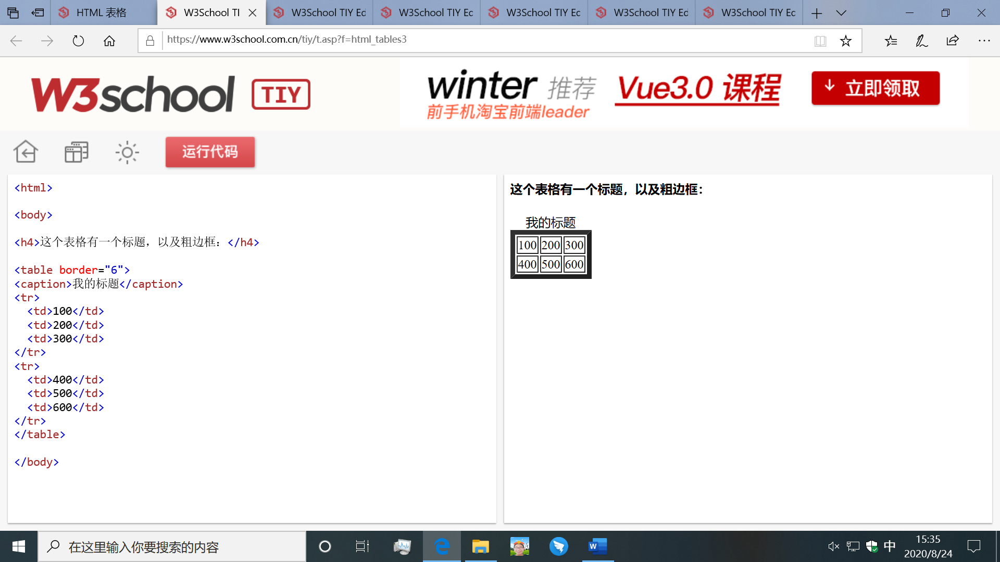 HTML 表格
W3School TI
W3School TIY Ed
W3School TIY Ec
W3School TIY Ec
W3School TIY Ed
W3School TIY Ec
https://www.w3school.com.cn/tiy/t.asp?f=html_tables3
W3school TIY
winter 推荐
前手机淘宝前端leader
Vue3.0 课程
立即领取
运行代码
<html>
<body>
<h4>这个表格有一个标题，以及粗边框：</h4>
<table border="6">
<caption>我的标题</caption>
<tr>
<td>100</td>
<td>200</td>
<td>300</td>
</tr>
<tr>
<td>400</td>
<td>500</td>
<td>600</td>
</tr>
</table>
</body>
这个表格有一个标题，以及粗边框：
我的标题
100 200 300
400 500 600
在这里输入你要搜索的内容
W
中
15:35
2020/8/24